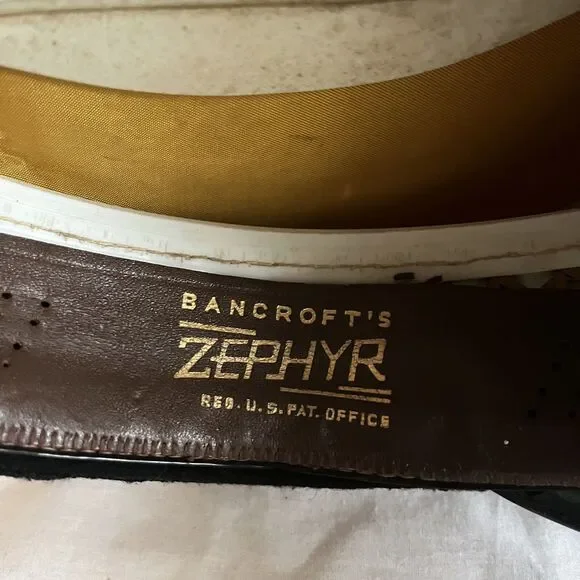 BANCROFT'S
ZEPHYR
REG. U.S. PAT. OFFICE